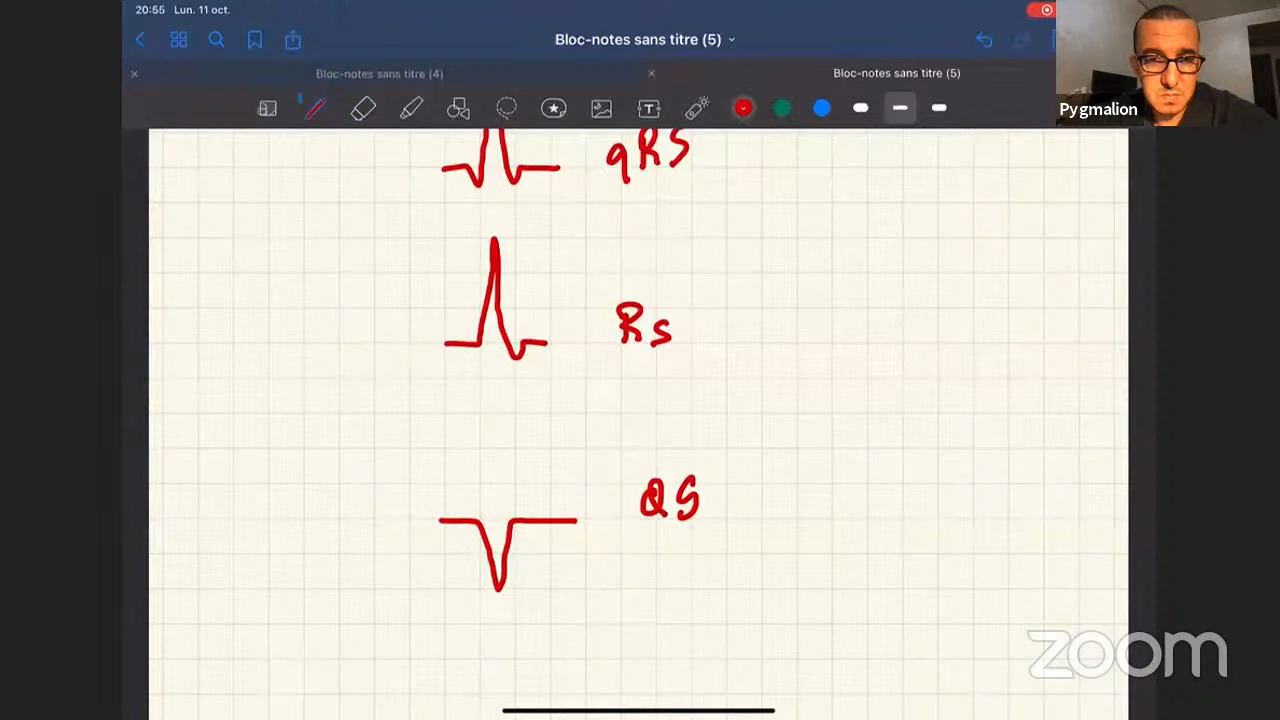 20:55 Lun. 11 oct.
Bloc-notes sans titre (5)
Bloc-notes sans titre (4)
Bloc-notes sans titre (5)
Pygmalion
qRS
Rs
QS
zoom